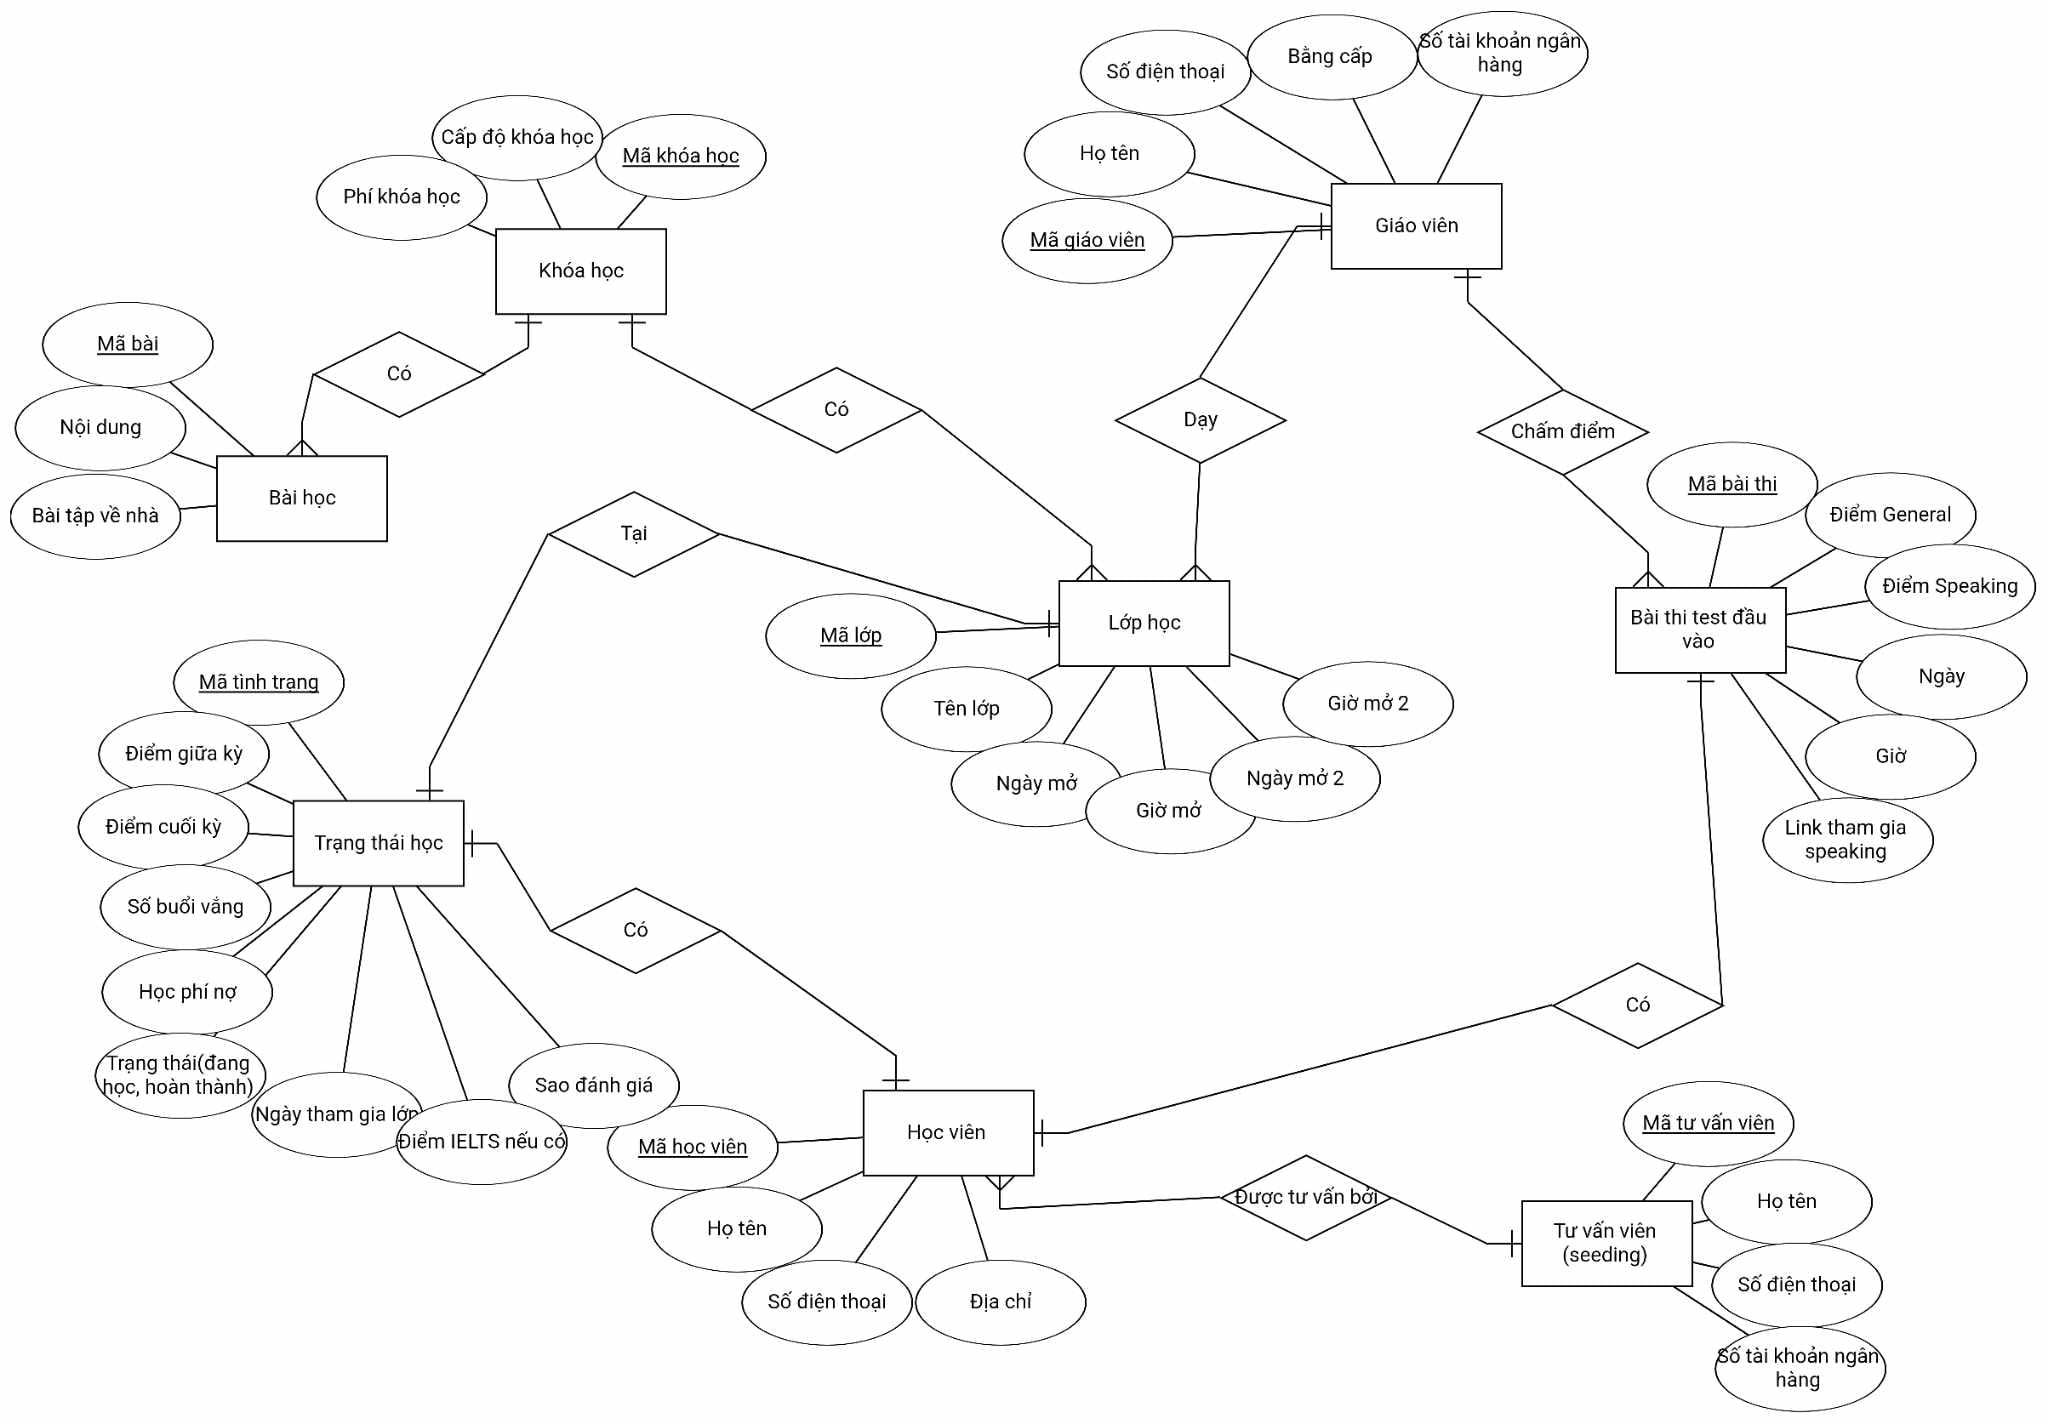 Số tài khoản ngân
hàng
Bằng cấp
Số điện thoại
Họ tên
Mã giáo viên
Giáo viên
Cấp độ khóa học
Mã khóa học
Phí khóa học
Khóa học
Mã bài
Nội dung
Bài tập về nhà
Bài học
Có
Có
Dạy
Chấm điểm
Mã bài thi
Điểm General
Điểm Speaking
Bài thi test đầu
vào
Ngày
Giờ
Link tham gia
speaking
Tại
Lớp học
Mã lớp
Tên lớp
Ngày mở
Giờ mở
Ngày mở 2
Giờ mở 2
Mã tình trạng
Điểm giữa kỳ
Điểm cuối kỳ
Trạng thái học
Số buổi vắng
Học phí nợ
Trạng thái(đang
học, hoàn thành)
Ngày tham gia lớp
Điểm IELTS nếu có
Sao đánh giá
Có
Có
Học viên
Mã học viên
Họ tên
Số điện thoại
Địa chỉ
Được tư vấn bởi
Mã tư vấn viên
Tư vấn viên
(seeding)
Họ tên
Số điện thoại
Số tài khoản ngân
hàng